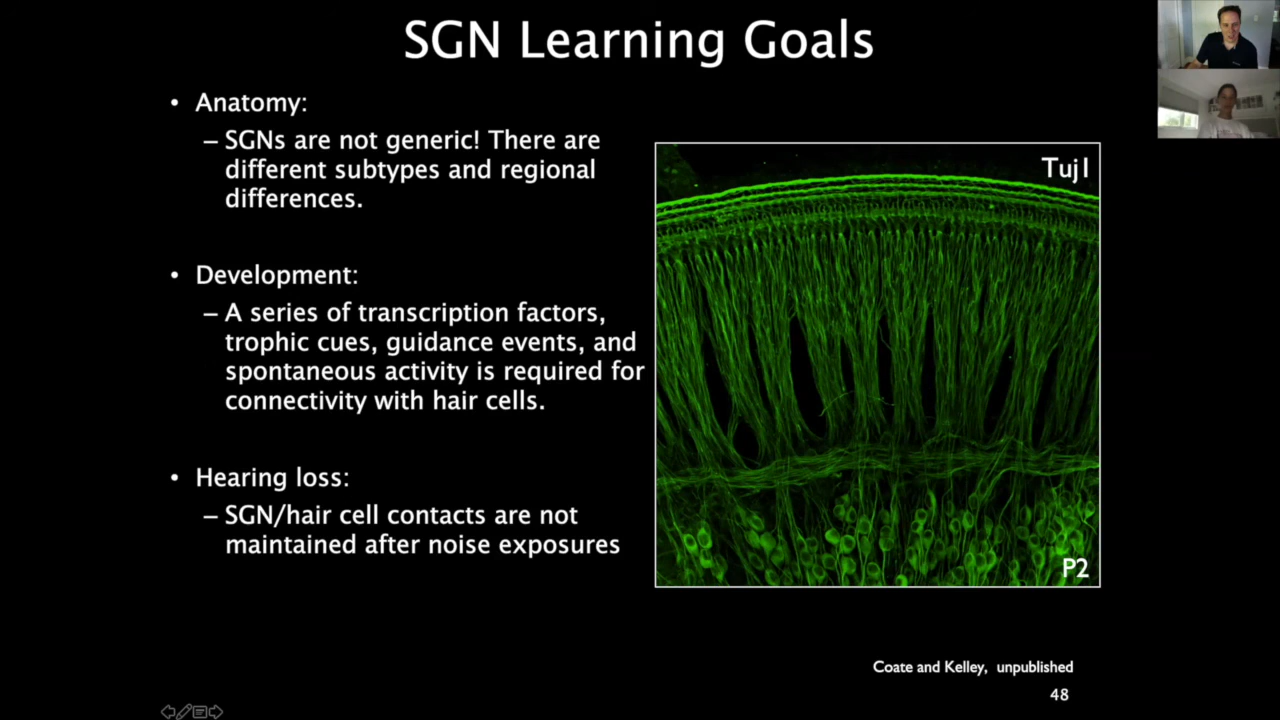 SGN Learning Goals
• Anatomy:
– SGNs are not generic! There are
different subtypes and regional
differences.
• Development:
– A series of transcription factors,
trophic cues, guidance events, and
spontaneous activity is required for
connectivity with hair cells.
• Hearing loss:
– SGN/hair cell contacts are not
maintained after noise exposures
Tuj1
P2
Coate and Kelley, unpublished
48